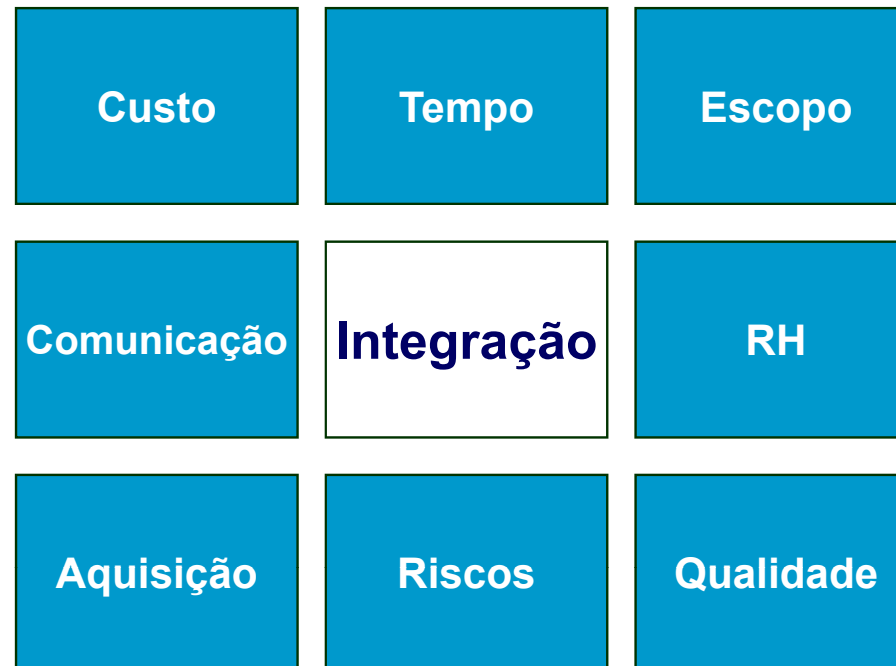 Custo
Tempo
Escopo
Comunicação
Integração
RH
Aquisição
Riscos
Qualidade